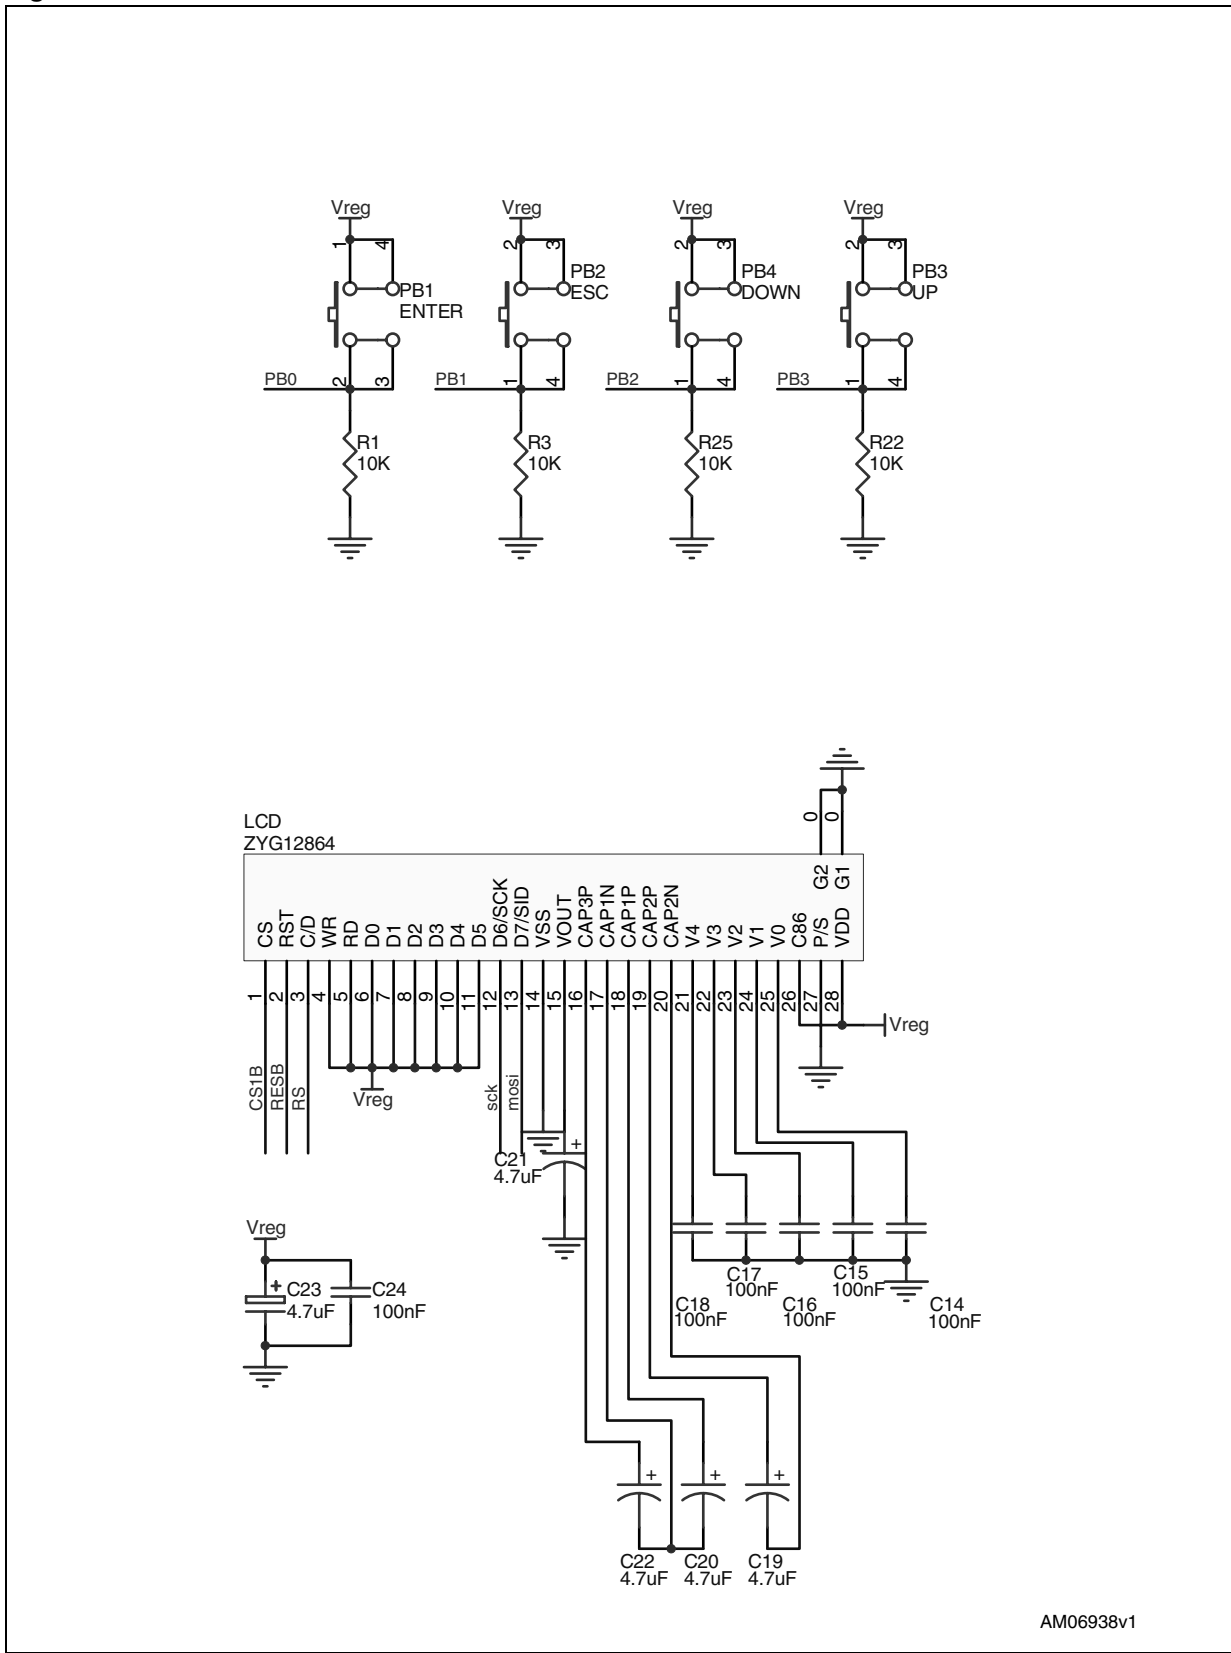 Vreg Vreg Vreg Vreg
1 4 2 3 2 3 2 3
PB1
ENTER
PB2
ESC
PB4
DOWN
PB3
UP
PB0 2 3 PB1 1 4 PB2 1 4 PB3 1 4
R1
10K
R3
10K
R25
10K
R22
10K
LCD
ZYG12864
0 0
G2 G1
CS RST C/D WR RD D0 D1 D2 D3 D4 D5 D6/SCK D7/SID VSS VOUT CAP3P CAP1N CAP1P CAP2P CAP2N V4 V3 V2 V1 V0 C86 P/S VDD
1 2 3 4 5 6 7 8 9 10 11 12 13 14 15 16 17 18 19 20 21 22 23 24 25 26 27 28
Vreg
CS1B RESB RS
Vreg
sck mosi
C21
4.7uF
+
Vreg
+
C23
4.7uF
C24
100nF
C17
100nF
C15
100nF
C18
100nF
C16
100nF
C14
100nF
+ + +
C22
4.7uF
C20
4.7uF
C19
4.7uF
AM06938v1